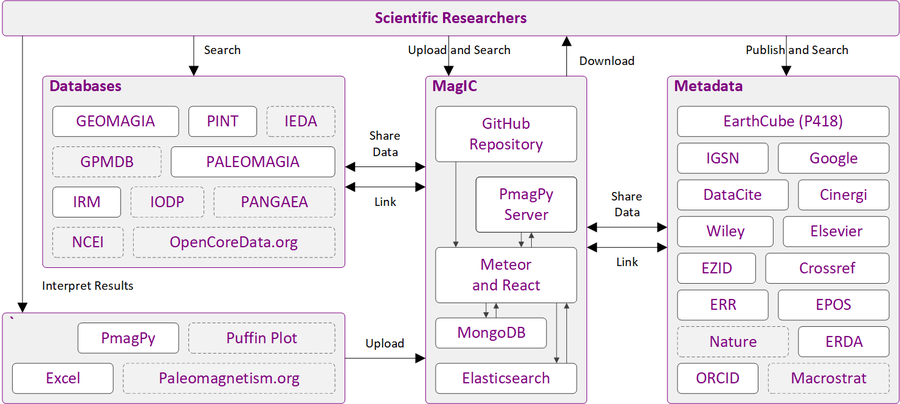 Scientific Researchers
Search
Upload and Search
Download
Publish and Search
Databases
GEOMAGIA
PINT
IEDA
GPMDB
PALEOMAGIA
IRM
IODP
PANGAEA
NCEI
OpenCoreData.org
Share
Data
Link
MagIC
GitHub
Repository
PmagPy
Server
Meteor
and React
MongoDB
Elasticsearch
Share
Data
Link
Metadata
EarthCube (P418)
IGSN
Google
DataCite
Cinergi
Wiley
Elsevier
EZID
Crossref
ERR
EPOS
Nature
ERDA
ORCID
Macrostrat
Interpret Results
`
PmagPy
Puffin Plot
Excel
Paleomagnetism.org
Upload